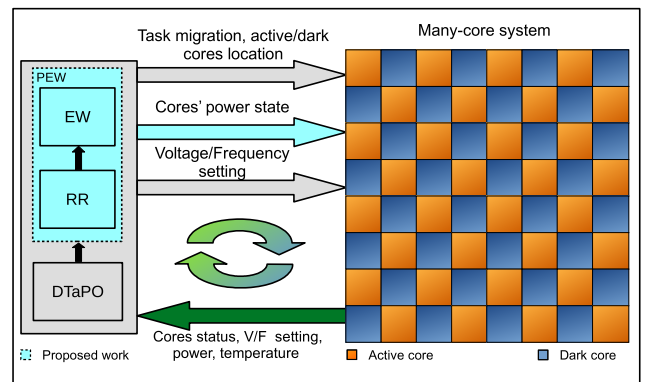 Task migration, active/dark
cores location
Many-core system
PEW
EW
Cores' power state
Voltage/Frequency
setting
RR
DTaPO
Cores status, V/F setting,
power, temperature
Proposed work
Active core
Dark core